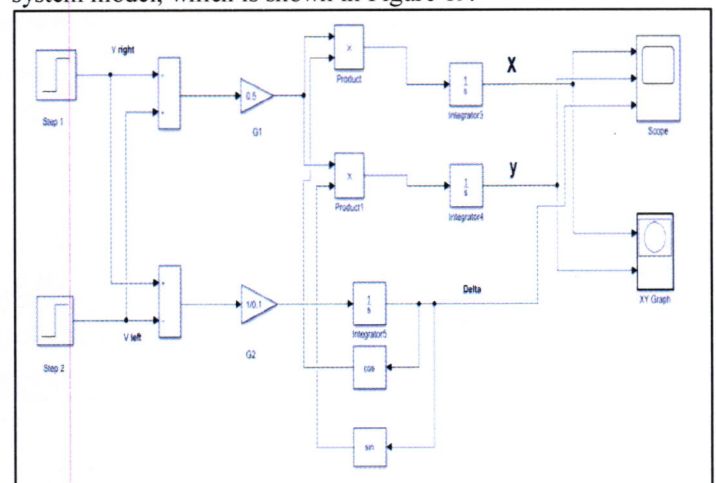 system model, which is shown in Figure 19.
V right
Step 1
0.5
G1
x
Product
1
s
Integrator3
X
Scope
x
Product1
1
s
Integrator4
y
XY Graph
Step 2
V left
1/0.1
G2
1
s
Integrator5
Delta
cos
sin